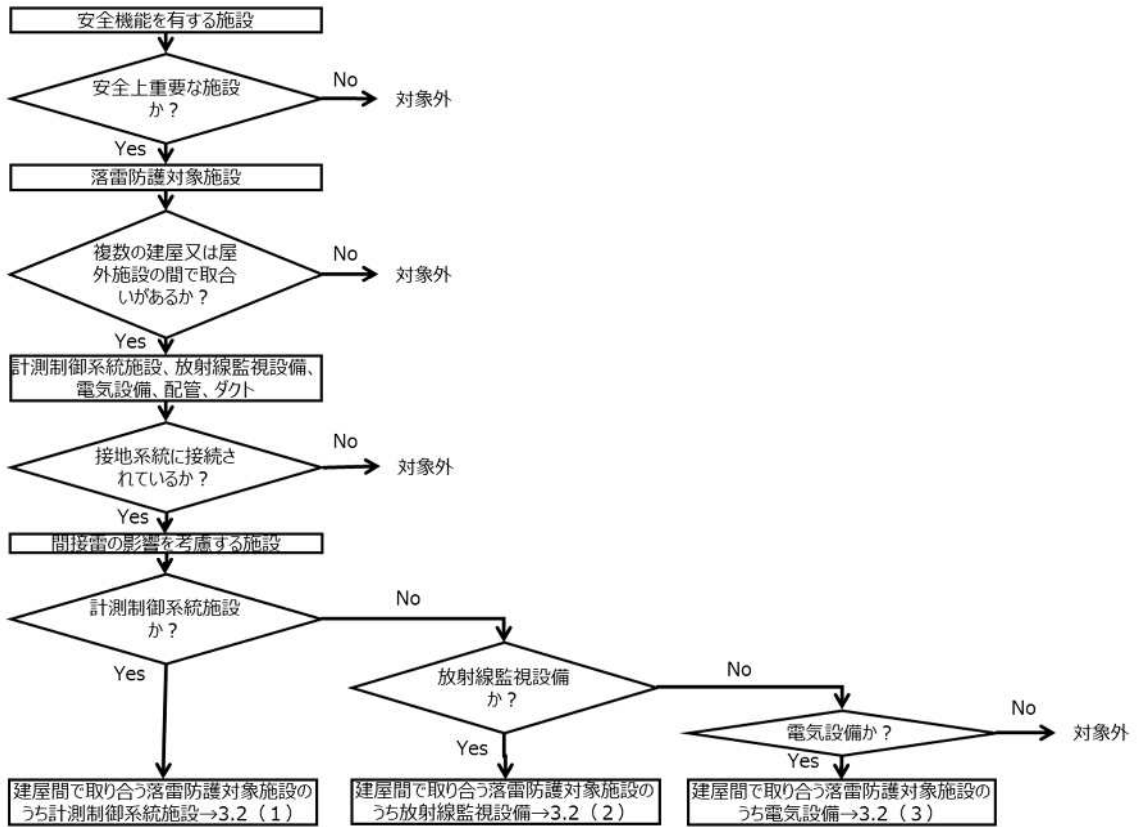 安全機能を有する施設
安全上重要な施設
か？
No
対象外
Yes
落雷防護対象施設
複数の建屋又は屋
外施設の間で取合
いがあるか？
No
対象外
Yes
計測制御系統施設、放射線監視設備、
電気設備、配管、ダクト
接地系統に接続さ
れているか？
No
対象外
Yes
間接雷の影響を考慮する施設
計測制御系統施設
か？
No
Yes
放射線監視設備
か？
No
Yes
電気設備か？
No
対象外
Yes
建屋間で取り合う落雷防護対象施設の
うち計測制御系統施設→3.2（1）
建屋間で取り合う落雷防護対象施設の
うち放射線監視設備→3.2（2）
建屋間で取り合う落雷防護対象施設の
うち電気設備→3.2（3）